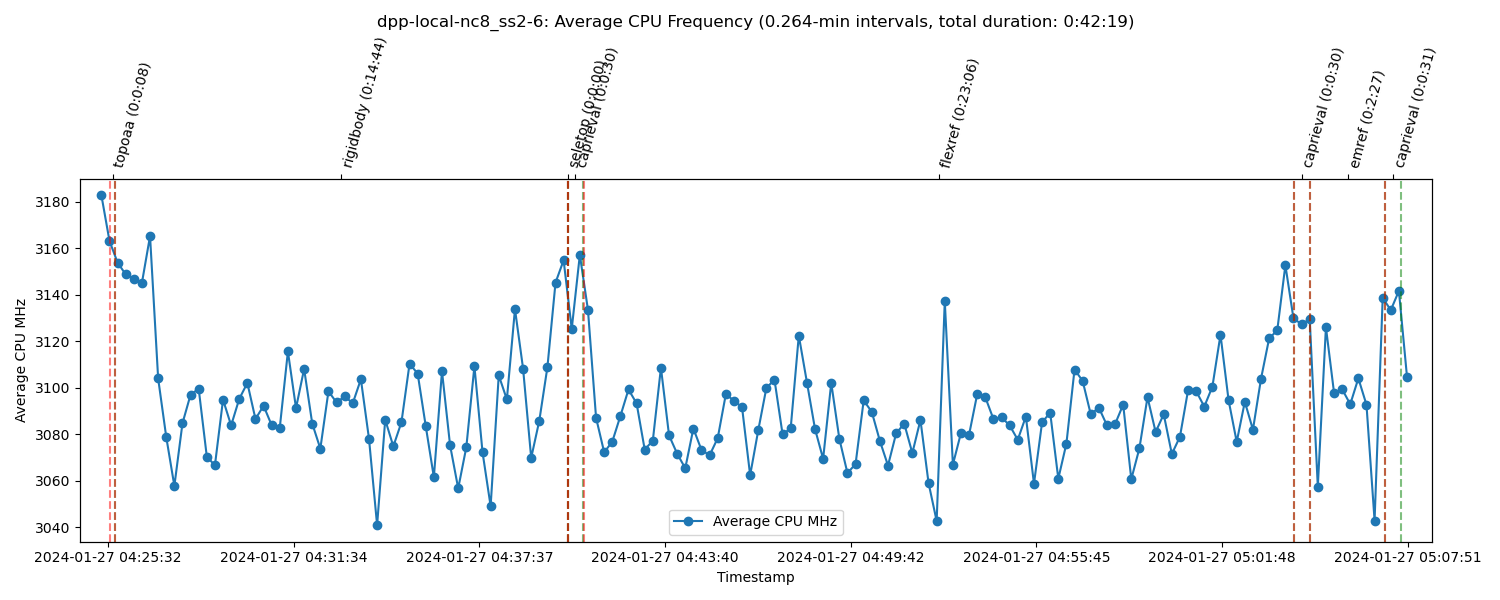 dpp-local-nc8_ss2-6: Average CPU Frequency (0.264-min intervals, total duration: 0:42:19)
topoaa (0:0:08)
rigidbody (0:14:44)
seletop (0:0:00)
caprieval (0:0:30)
flexref (0:23:06)
caprieval (0:0:30)
emref (0:2:27)
caprieval (0:0:31)
Average CPU MHz
3180
3160
3140
3120
3100
3080
3060
3040
Average CPU MHz
2024-01-27 04:25:32
2024-01-27 04:31:34
2024-01-27 04:37:37
2024-01-27 04:43:40
2024-01-27 04:49:42
2024-01-27 04:55:45
2024-01-27 05:01:48
2024-01-27 05:07:51
Timestamp